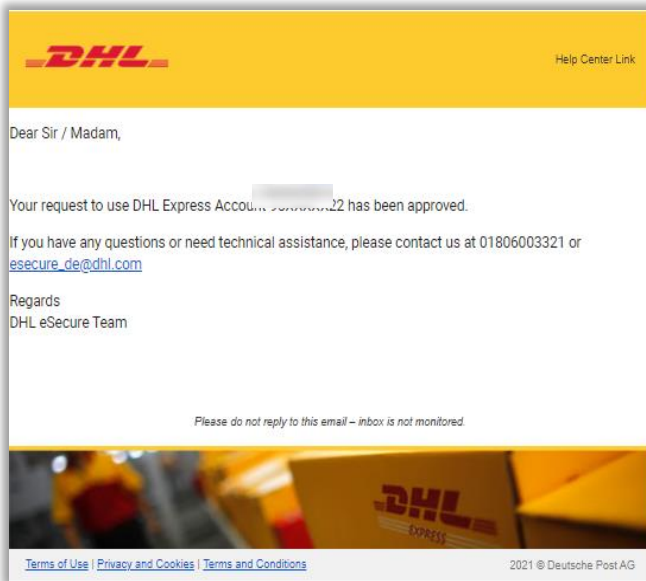 DHL
Help Center Link
Dear Sir / Madam,
Your request to use DHL Express Account 22 has been approved.
If you have any questions or need technical assistance, please contact us at 01806003321 or
esecure_de@dhl.com
Regards
DHL eSecure Team
Please do not reply to this email – inbox is not monitored.
DHL
EXPRESS
Terms of Use | Privacy and Cookies | Terms and Conditions
2021 © Deutsche Post AG